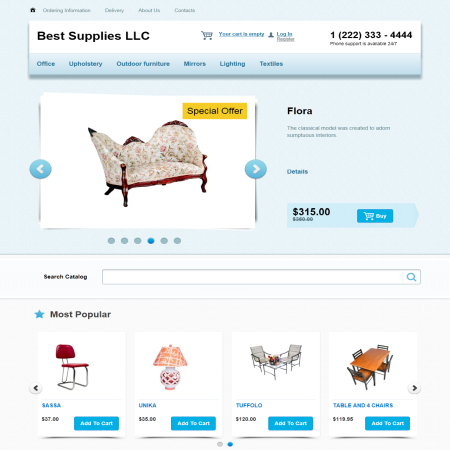 Ordering Information Delivery About Us Contacts
Best Supplies LLC
Your cart is empty
Log In
Register
1 (222) 333 - 4444
Phone support is available 24/7
Office Upholstery Outdoor furniture Mirrors Lighting Textiles
Special Offer
Flora
The classical model was created to adorn
sumptuous interiors.
Details
$315.00
$350.00
Buy
Search Catalog
Most Popular
SASSA UNIKA TUFFOLO TABLE AND 4 CHAIRS
$37.00 Add To Cart $35.00 Add To Cart $120.00 Add To Cart $119.95 Add To Cart